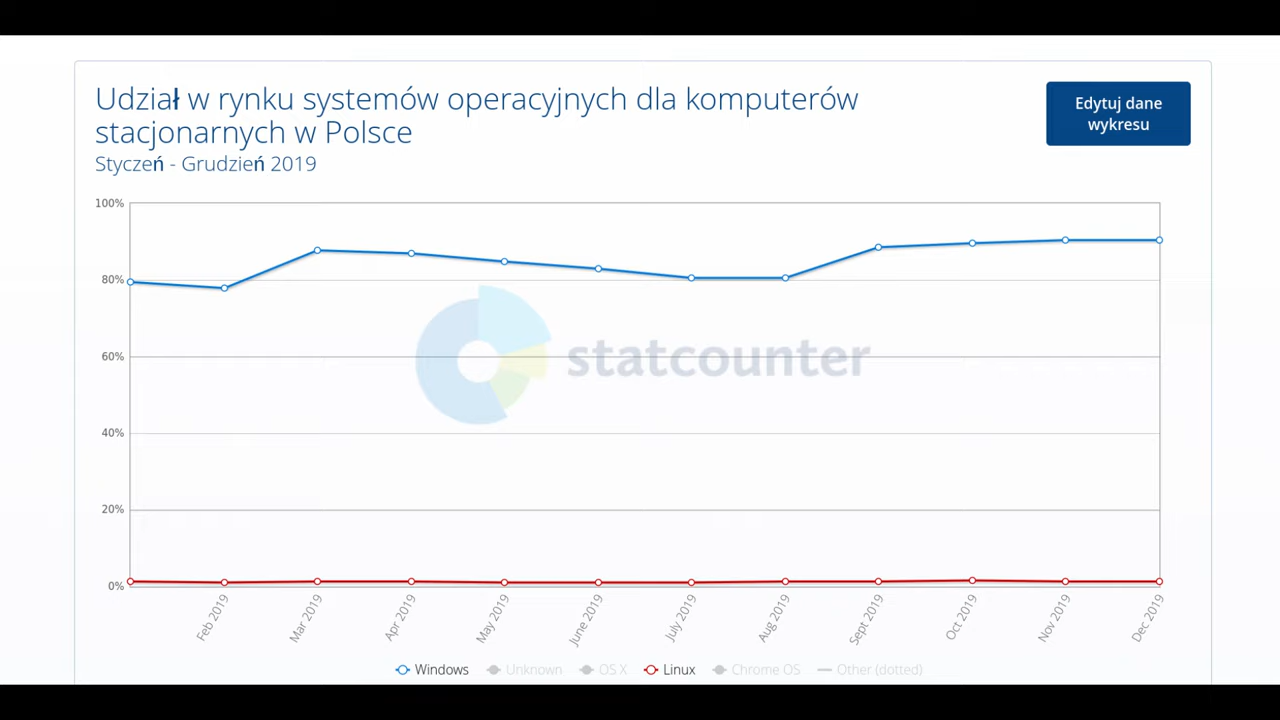 Udział w rynku systemów operacyjnych dla komputerów
stacjonarnych w Polsce
Styczeń - Grudzień 2019
Edytuj dane
wykresu
100%
80%
60%
40%
20%
0%
statcounter
Feb 2019
Mar 2019
Apr 2019
May 2019
June 2019
July 2019
Aug 2019
Sept 2019
Oct 2019
Nov 2019
Dec 2019
Windows Unknown OS X Linux Chrome OS Other (dotted)